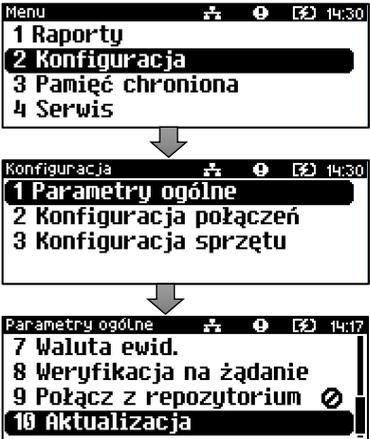 Menu 14:30
1 Raporty
2 Konfiguracja
3 Pamięć chroniona
4 Serwis
Konfiguracja 14:30
1 Parametry ogólne
2 Konfiguracja połączeń
3 Konfiguracja sprzętu
Parametry ogólne 14:17
7 Waluta ewid.
8 Weryfikacja na żądanie
9 Połącz z repozytorium
10 Aktualizacja